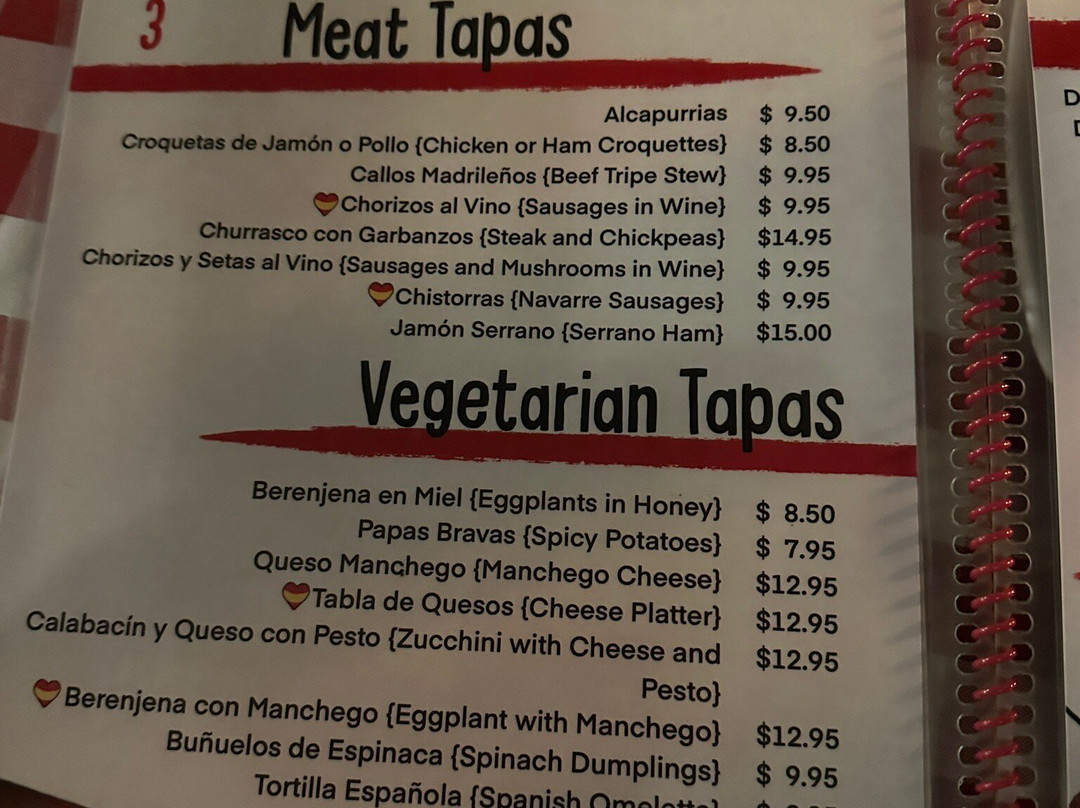 3
Meat Tapas
Alcapurrias $ 9.50
Croquetas de Jamón o Pollo {Chicken or Ham Croquettes} $ 8.50
Callos Madrileños {Beef Tripe Stew} $ 9.95
Chorizos al Vino {Sausages in Wine} $ 9.95
Churrasco con Garbanzos {Steak and Chickpeas} $14.95
Chorizos y Setas al Vino {Sausages and Mushrooms in Wine} $ 9.95
Chistorras {Navarre Sausages} $ 9.95
Jamón Serrano {Serrano Ham} $15.00
Vegetarian Tapas
Berenjena en Miel {Eggplants in Honey} $ 8.50
Papas Bravas {Spicy Potatoes} $ 7.95
Queso Manchego {Manchego Cheese} $12.95
Tabla de Quesos {Cheese Platter} $12.95
Calabacín y Queso con Pesto {Zucchini with Cheese and $12.95
Pesto}
Berenjena con Manchego {Eggplant with Manchego} $12.95
Buñuelos de Espinaca {Spinach Dumplings} $ 9.95
Tortilla Española {Spanish